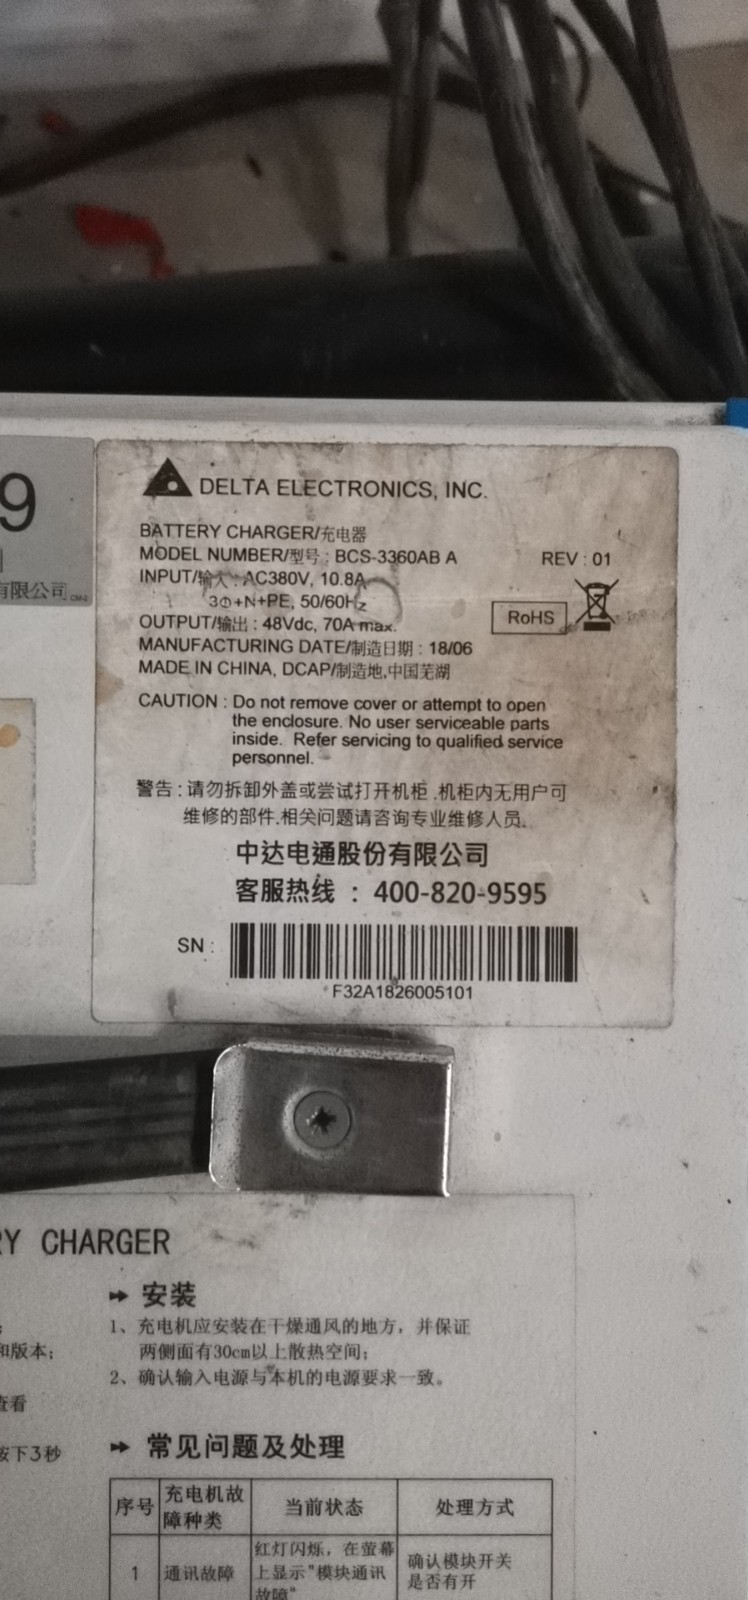 9
有限公司
DELTA ELECTRONICS, INC.
BATTERY CHARGER/充电器
MODEL NUMBER/型号 : BCS-3360AB A
REV : 01
INPUT/输入 : AC380V, 10.8A
3Φ+N+PE, 50/60Hz
RoHS
OUTPUT/输出 : 48Vdc, 70A max.
MANUFACTURING DATE/制造日期 : 18/06
MADE IN CHINA, DCAP/制造地,中国芜湖
CAUTION : Do not remove cover or attempt to open
the enclosure. No user serviceable parts
inside. Refer servicing to qualified service
personnel.
警告 : 请勿拆卸外盖或尝试打开机柜 .机柜内无用户可
维修的部件.相关问题请咨询专业维修人员.
中达电通股份有限公司
客服热线 : 400-820-9595
SN :
F32A1826005101
RY CHARGER
安装
1、充电机应安装在干燥通风的地方，并保证
两侧面有30cm以上散热空间；
和版本；
2、确认输入电源与本机的电源要求一致。
查看
按下3秒
常见问题及处理
序号 充电机故障种类 当前状态 处理方式
1 通讯故障 红灯闪烁，在萤幕上显示"模块通讯故障" 确认模块开关是否有开